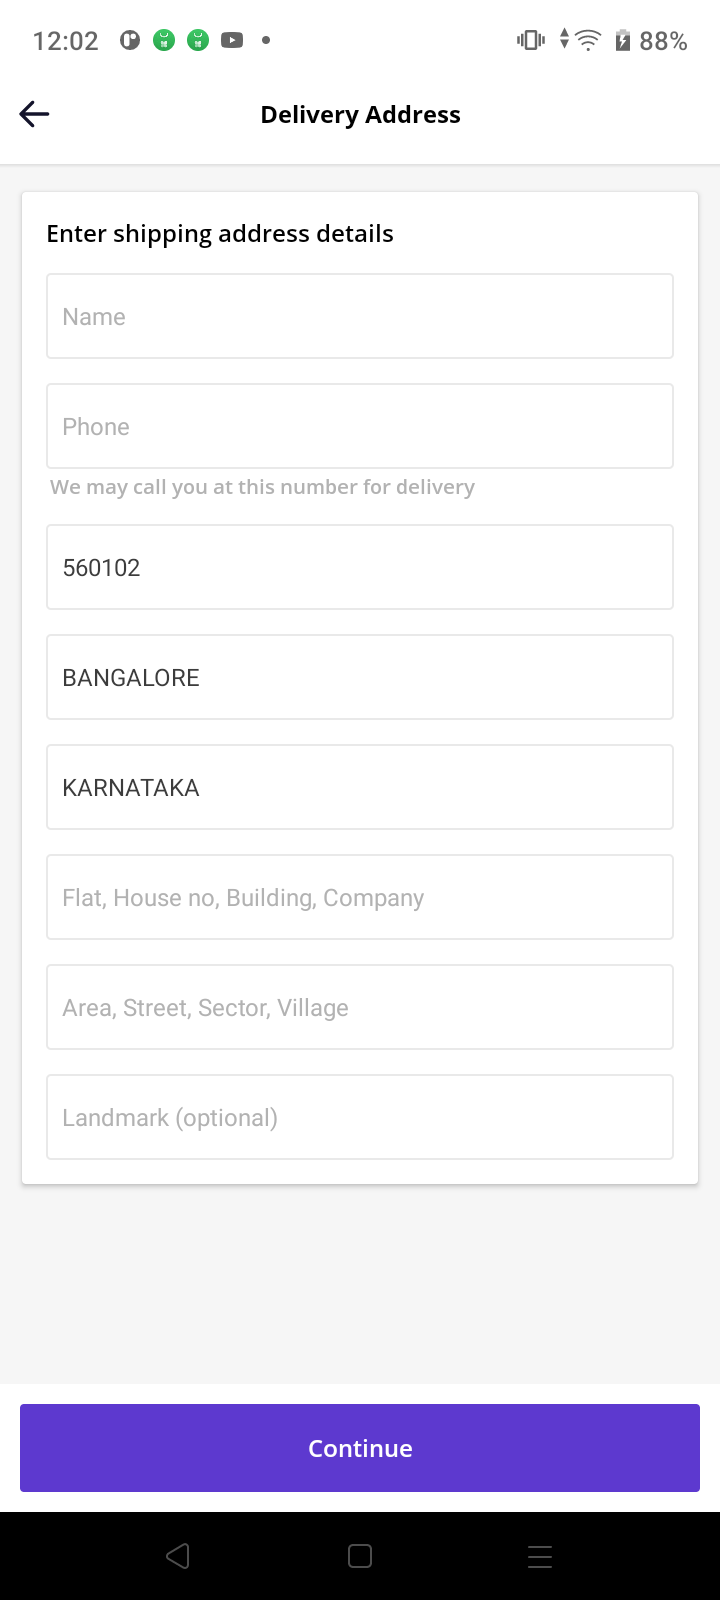 12:02
88%
Delivery Address
Enter shipping address details
Name
Phone
We may call you at this number for delivery
560102
BANGALORE
KARNATAKA
Flat, House no, Building, Company
Area, Street, Sector, Village
Landmark (optional)
Continue